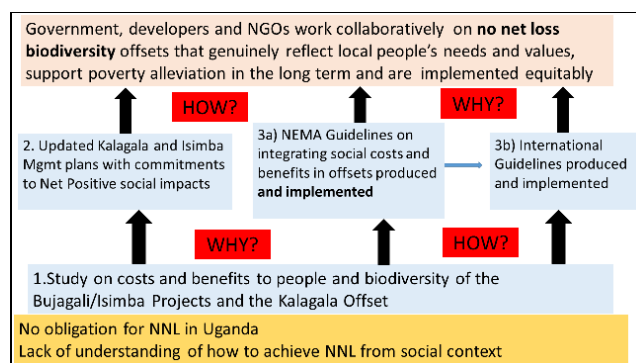 Government, developers and NGOs work collaboratively on no net loss
biodiversity offsets that genuinely reflect local people's needs and values,
support poverty alleviation in the long term and are implemented equitably
HOW?
WHY?
2. Updated Kalagala and Isimba
Mgmt plans with commitments
to Net Positive social impacts
3a) NEMA Guidelines on
integrating social costs and
benefits in offsets produced
and implemented
3b) International
Guidelines produced
and implemented
WHY?
HOW?
1.Study on costs and benefits to people and biodiversity of the
Bujagali/Isimba Projects and the Kalagala Offset
No obligation for NNL in Uganda
Lack of understanding of how to achieve NNL from social context